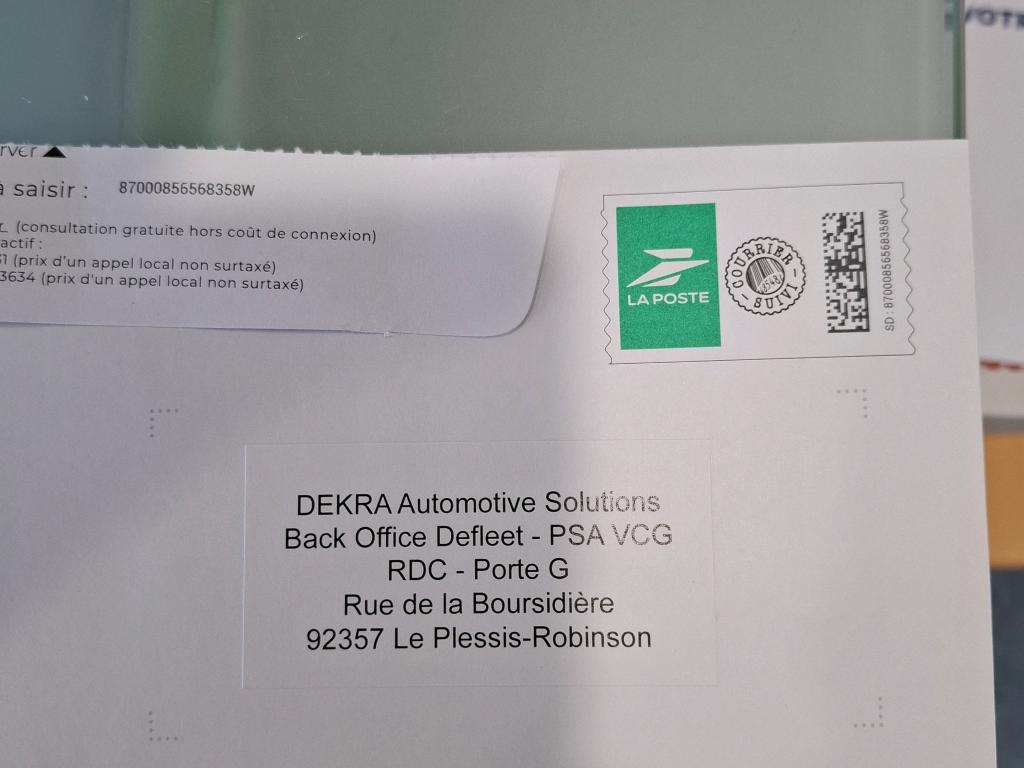 VOTR
rver ▲
à saisir : 87000856568358W
(consultation gratuite hors coût de connexion)
actif :
31 (prix d'un appel local non surtaxé)
3634 (prix d'un appel local non surtaxé)
LA POSTE
COURRIER
SUIVI
SD : 87000856568358W
DEKRA Automotive Solutions
Back Office Defleet - PSA VCG
RDC - Porte G
Rue de la Boursidière
92357 Le Plessis-Robinson